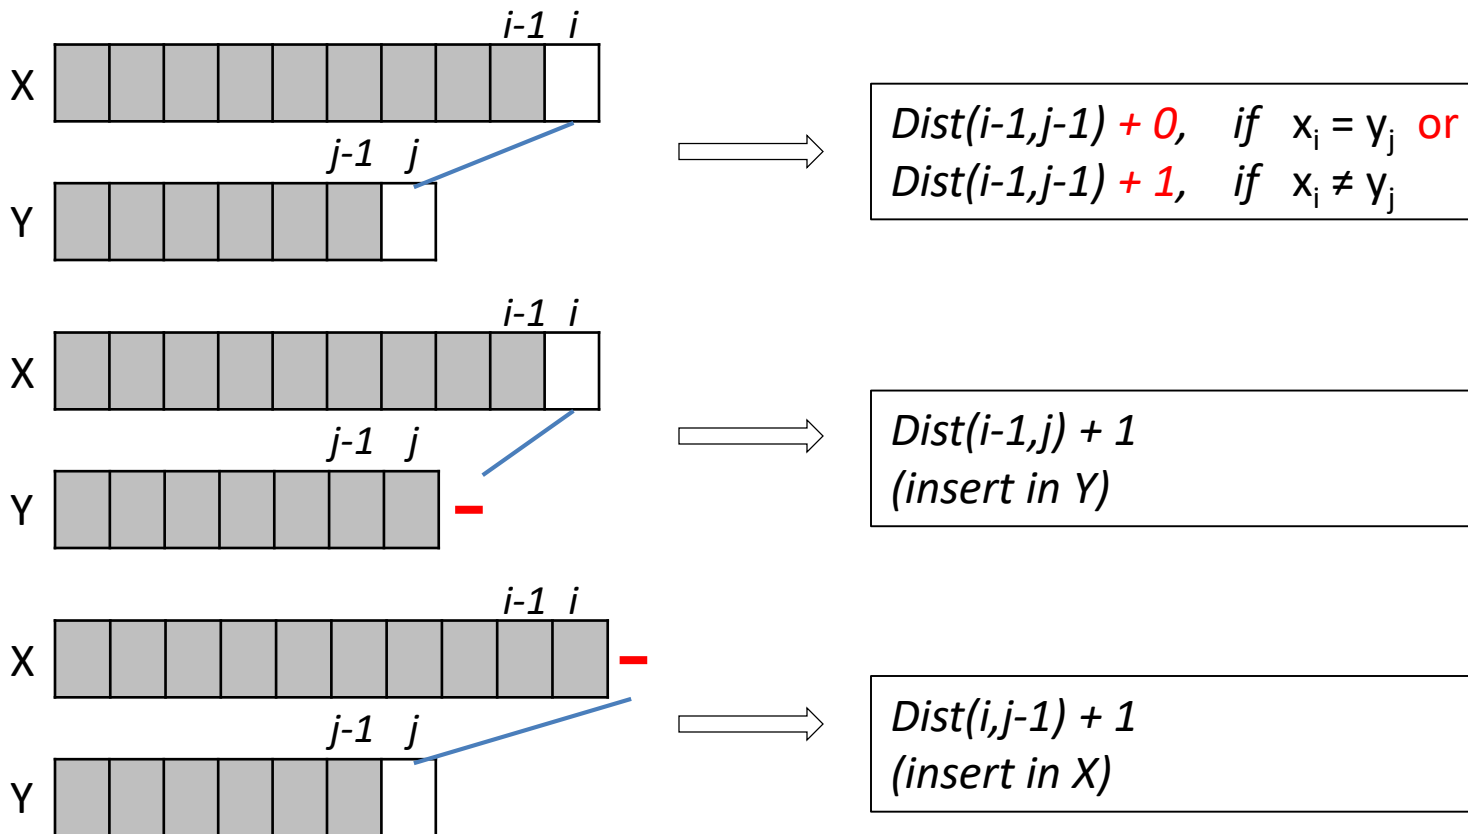 i-1 i
X
j-1 j
Y
Dist(i-1,j-1) + 0, if xᵢ = yⱼ or
Dist(i-1,j-1) + 1, if xᵢ ≠ yⱼ
i-1 i
X
j-1 j
Y –
Dist(i-1,j) + 1
(insert in Y)
i-1 i
X –
j-1 j
Y
Dist(i,j-1) + 1
(insert in X)